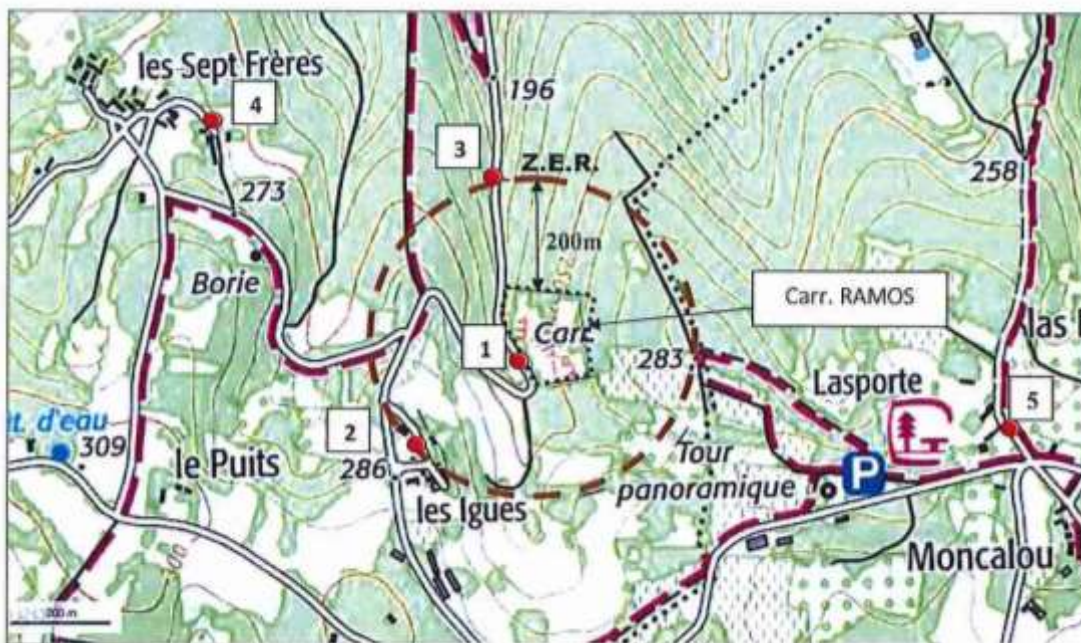 les Sept Frères
4
196
3
Z.E.R.
273
258
200m
Borie
Carr. RAMOS
Carr
1
283
las
Lasporte
5
t. d'eau
309
2
le Puits
286
Tour
panoramique
P
les Igues
Moncalou
200 m